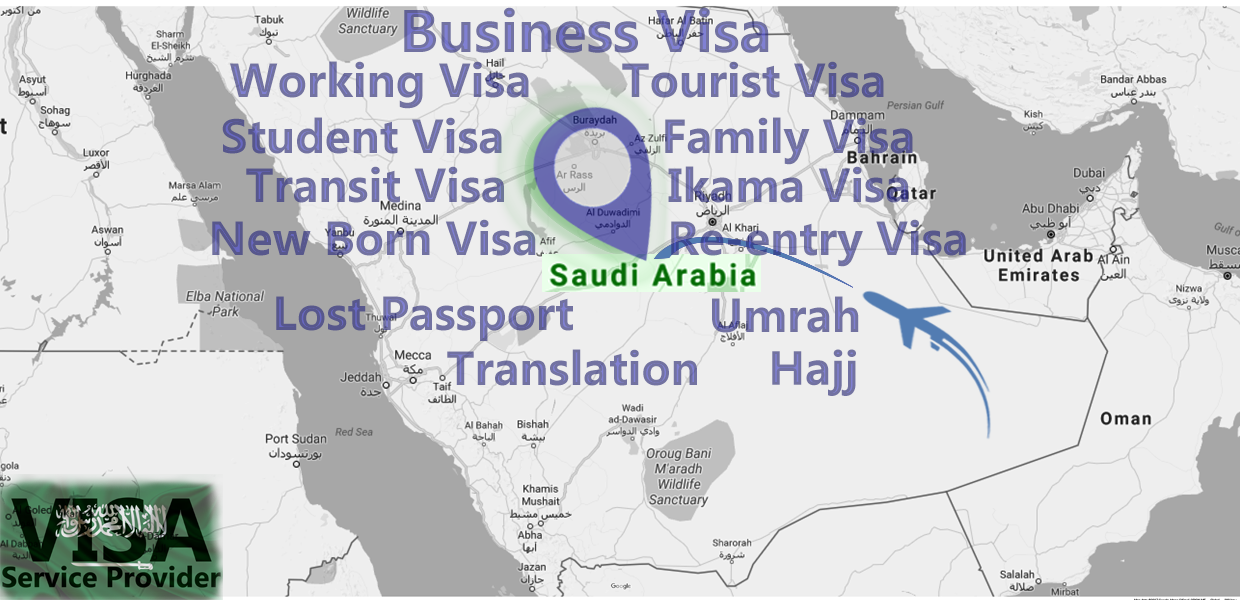 Business Visa
Working Visa
Tourist Visa
Student Visa
Family Visa
Transit Visa
Ikama Visa
New Born Visa
Re-entry Visa
Saudi Arabia
Lost Passport
Umrah
Translation
Hajj
VISA
Service Provider
Wildlife
Sanctuary
Tabuk
تبوك
Sharm
El-Sheikh
شرم الشيخ
Hurghada
الغردقة
Asyut
أسيوط
Sohag
سوهاج
Luxor
الأقصر
Marsa Alam
مرسى علم
Aswan
أسوان
Elba National
Park
Hafar Al Batin
حفر الباطن
Hail
حائل
Buraydah
بريدة
Az Zulfi
الزلفي
Ar Rass
الرس
Al Duwadimi
الدوادمي
Afif
Medina
المدينة المنورة
Yanbu
ينبع
Riyadh
الرياض
Al Kharj
Dammam
الدمام
Bahrain
Qatar
Persian Gulf
Kish
كيش
Bandar Abbas
بندر عباس
Dubai
دبي
Abu Dhabi
أبو ظبي
United Arab
Emirates
Al Ain
العين
Gulf o
Musca
مسقط
Nizwa
ولاية نزوى
Thuwal
ثول
Al Aflaj
الأفلاج
Mecca
مكة
Jeddah
جدة
Taif
الطائف
Red Sea
Port Sudan
بورتسودان
Al Bahah
الباحة
Bishah
بيشة
Wadi
ad-Dawasir
وادي الدواسر
Oroug Bani
M'aradh
Wildlife
Sanctuary
Oman
Khamis
Mushait
خميس مشيط
Abha
أبها
Jazan
جازان
Sharorah
شرورة
Salalah
صلالة
Mirbat
Google